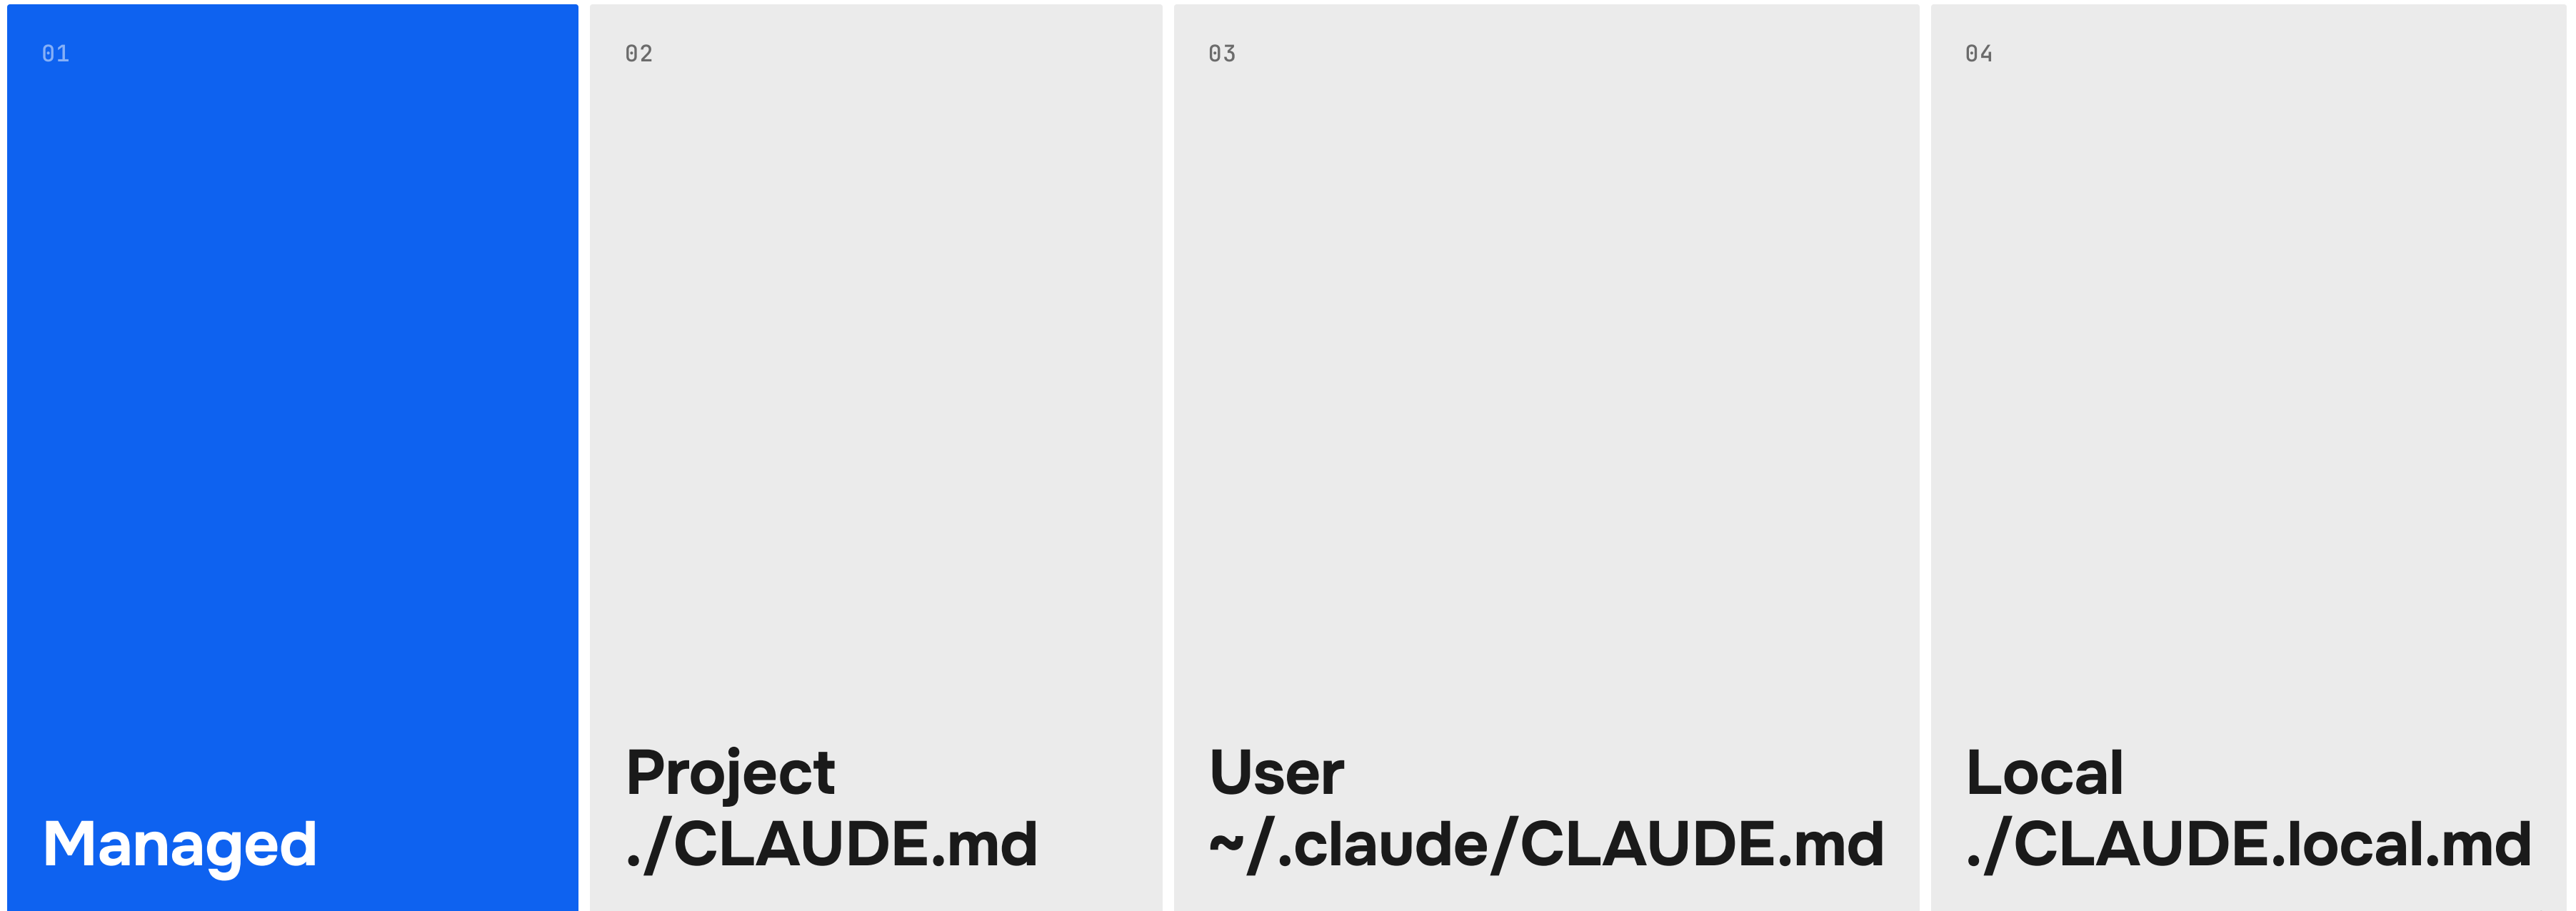 01
Managed
02
Project
./CLAUDE.md
03
User
~/.claude/CLAUDE.md
04
Local
./CLAUDE.local.md